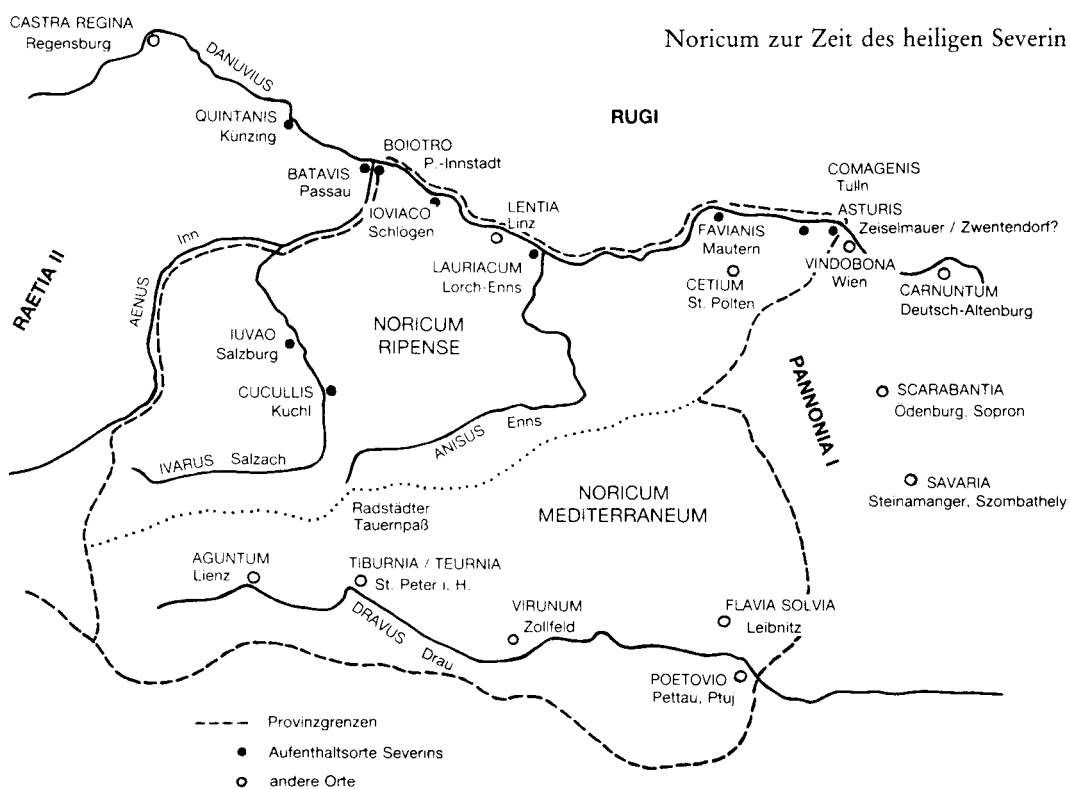 Noricum zur Zeit des heiligen Severin
CASTRA REGINA
Regensburg
DANUVIUS
RUGI
QUINTANIS
Künzing
BOIOTRO
P.-Innstadt
BATAVIS
Passau
COMAGENIS
Tulln
IOVIACO
Schlögen
LENTIA
Linz
FAVIANIS
Mautern
ASTURIS
Zeiselmauer / Zwentendorf?
LAURIACUM
Lorch-Enns
CETIUM
St. Pölten
VINDOBONA
Wien
CARNUNTUM
Deutsch-Altenburg
RAETIA II
Inn
AENUS
NORICUM
RIPENSE
IUVAO
Salzburg
CUCULLIS
Kuchl
PANNONIA I
SCARABANTIA
Ödenburg. Sopron
ANISUS Enns
IVARUS Salzach
SAVARIA
Steinamanger, Szombathely
NORICUM
MEDITERRANEUM
Radstädter
Tauernpaß
AGUNTUM
Lienz
TIBURNIA / TEURNIA
St. Peter i. H.
DRAVUS
Drau
VIRUNUM
Zollfeld
FLAVIA SOLVIA
Leibnitz
POETOVIO
Pettau, Ptuj
Provinzgrenzen
Aufenthaltsorte Severins
andere Orte